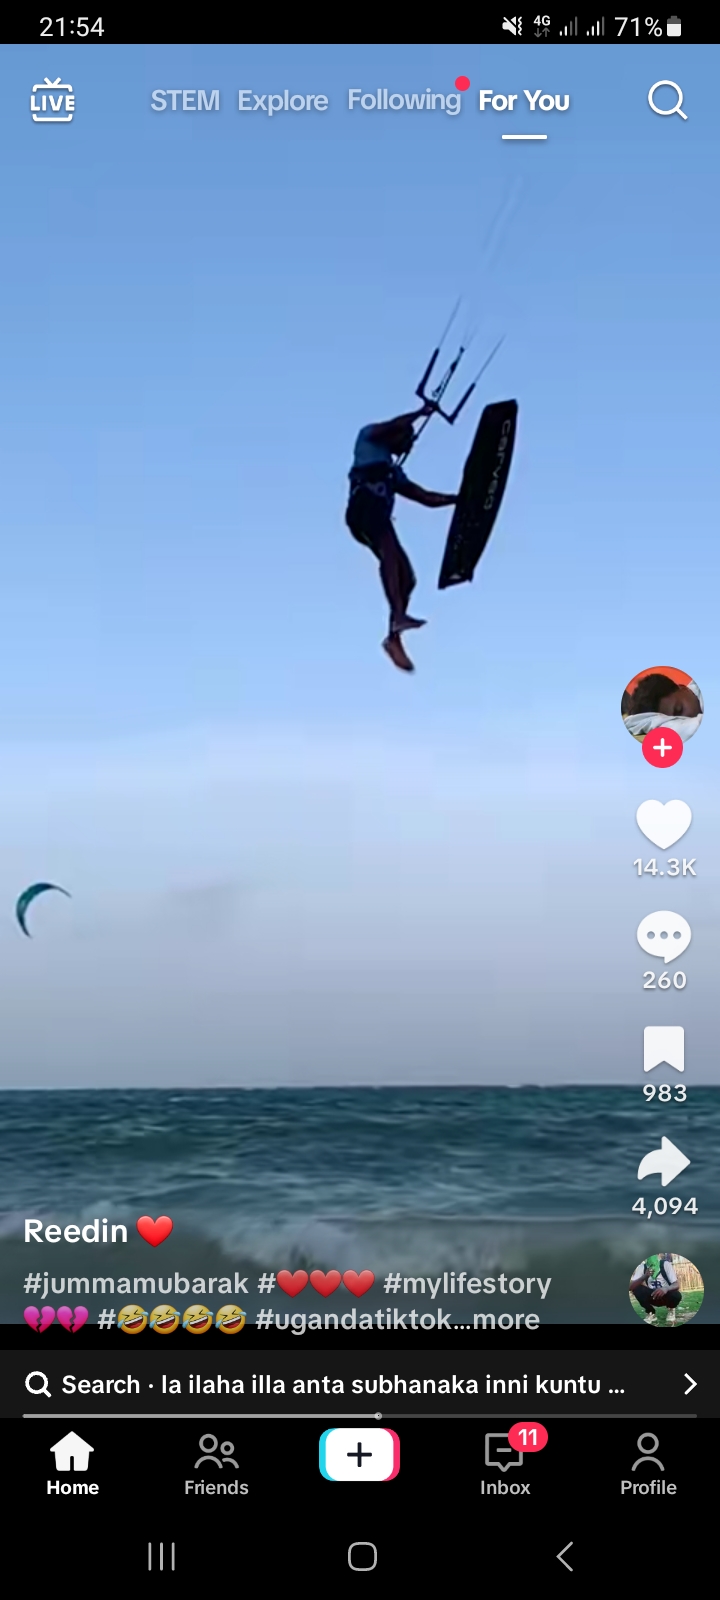 21:54 4G 71%
LIVE STEM Explore Following For You
carved
14.3K
260
983
4,094
Reedin ❤️
#jummamubarak #❤️❤️❤️ #mylifestory
💔💔 #🤣🤣🤣🤣 #ugandatiktok...more
Search · la ilaha illa anta subhanaka inni kuntu ...
11
Home Friends Inbox Profile